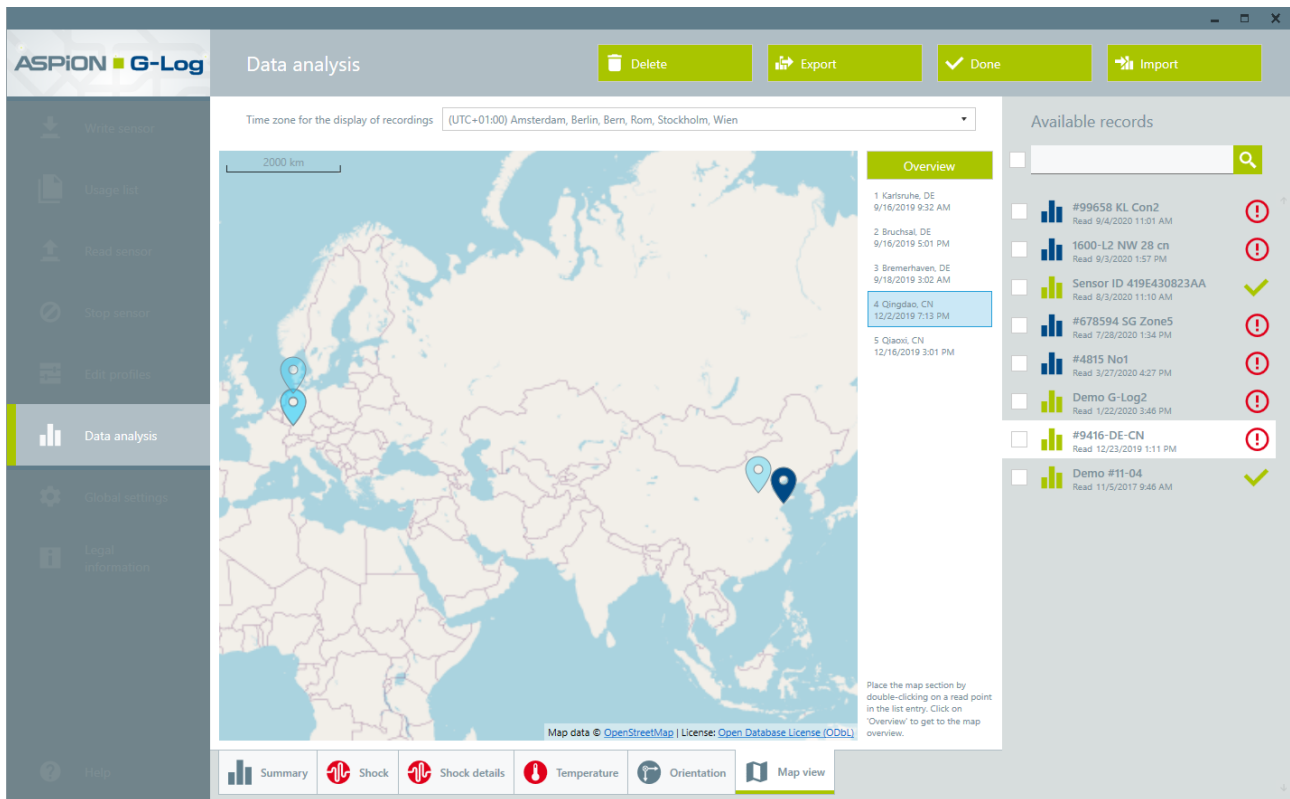 ASPION G-Log
Data analysis
Delete
Export
Done
Import
Write sensor
Usage list
Read sensor
Stop sensor
Edit profiles
Data analysis
Global settings
Legal
information
Help
Time zone for the display of recordings
(UTC+01:00) Amsterdam, Berlin, Bern, Rom, Stockholm, Wien
2000 km
Map data © OpenStreetMap | License: Open Database License (ODbL)
Overview
1 Karlsruhe, DE
9/16/2019 9:32 AM
2 Bruchsal, DE
9/16/2019 5:01 PM
3 Bremerhaven, DE
9/18/2019 3:02 AM
4 Qingdao, CN
12/2/2019 7:13 PM
5 Qiaoxi, CN
12/16/2019 3:01 PM
Place the map section by
double-clicking on a read point
in the list entry. Click on
'Overview' to get to the map
overview.
Summary
Shock
Shock details
Temperature
Orientation
Map view
Available records
#99658 KL Con2
Read 9/4/2020 11:01 AM
1600-L2 NW 28 cn
Read 9/3/2020 1:57 PM
Sensor ID 419E430823AA
Read 8/3/2020 11:10 AM
#678594 SG Zone5
Read 7/28/2020 1:34 PM
#4815 No1
Read 3/27/2020 4:27 PM
Demo G-Log2
Read 1/22/2020 3:46 PM
#9416-DE-CN
Read 12/23/2019 1:11 PM
Demo #11-04
Read 11/5/2017 9:46 AM